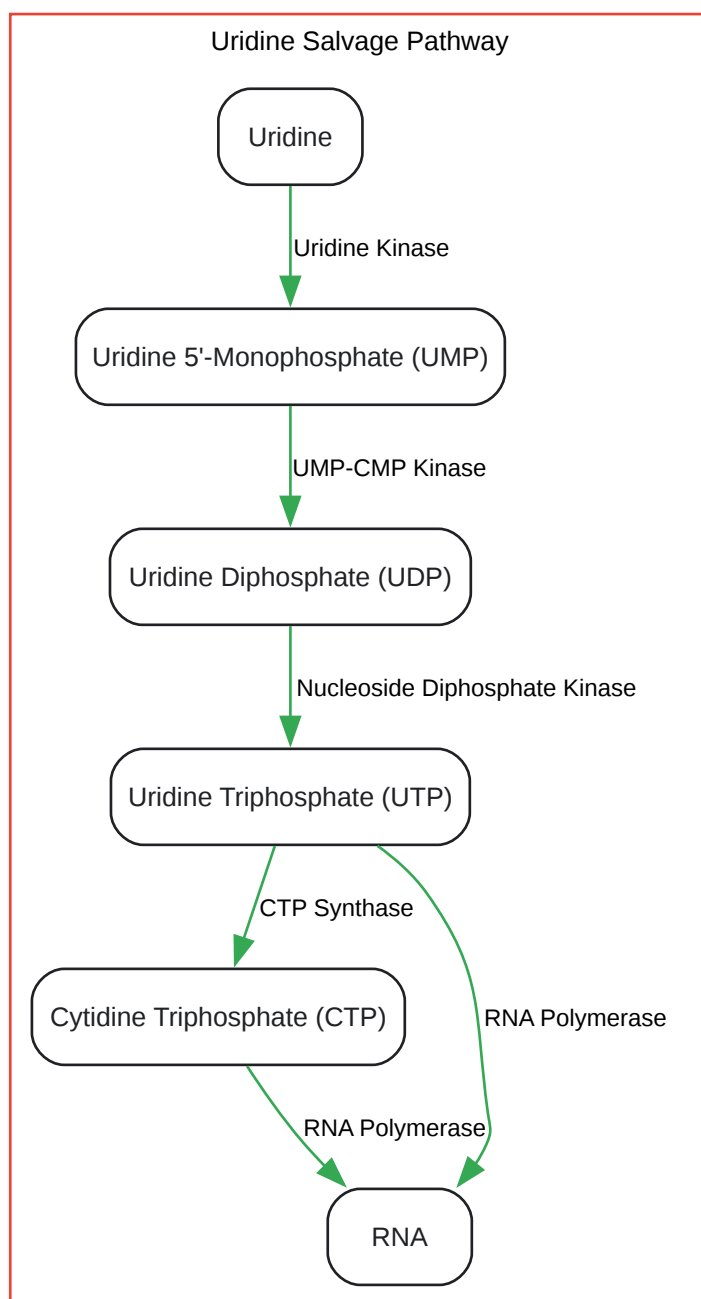 Uridine Salvage Pathway
Uridine
Uridine Kinase
Uridine 5'-Monophosphate (UMP)
UMP-CMP Kinase
Uridine Diphosphate (UDP)
Nucleoside Diphosphate Kinase
Uridine Triphosphate (UTP)
CTP Synthase
Cytidine Triphosphate (CTP)
RNA Polymerase
RNA Polymerase
RNA